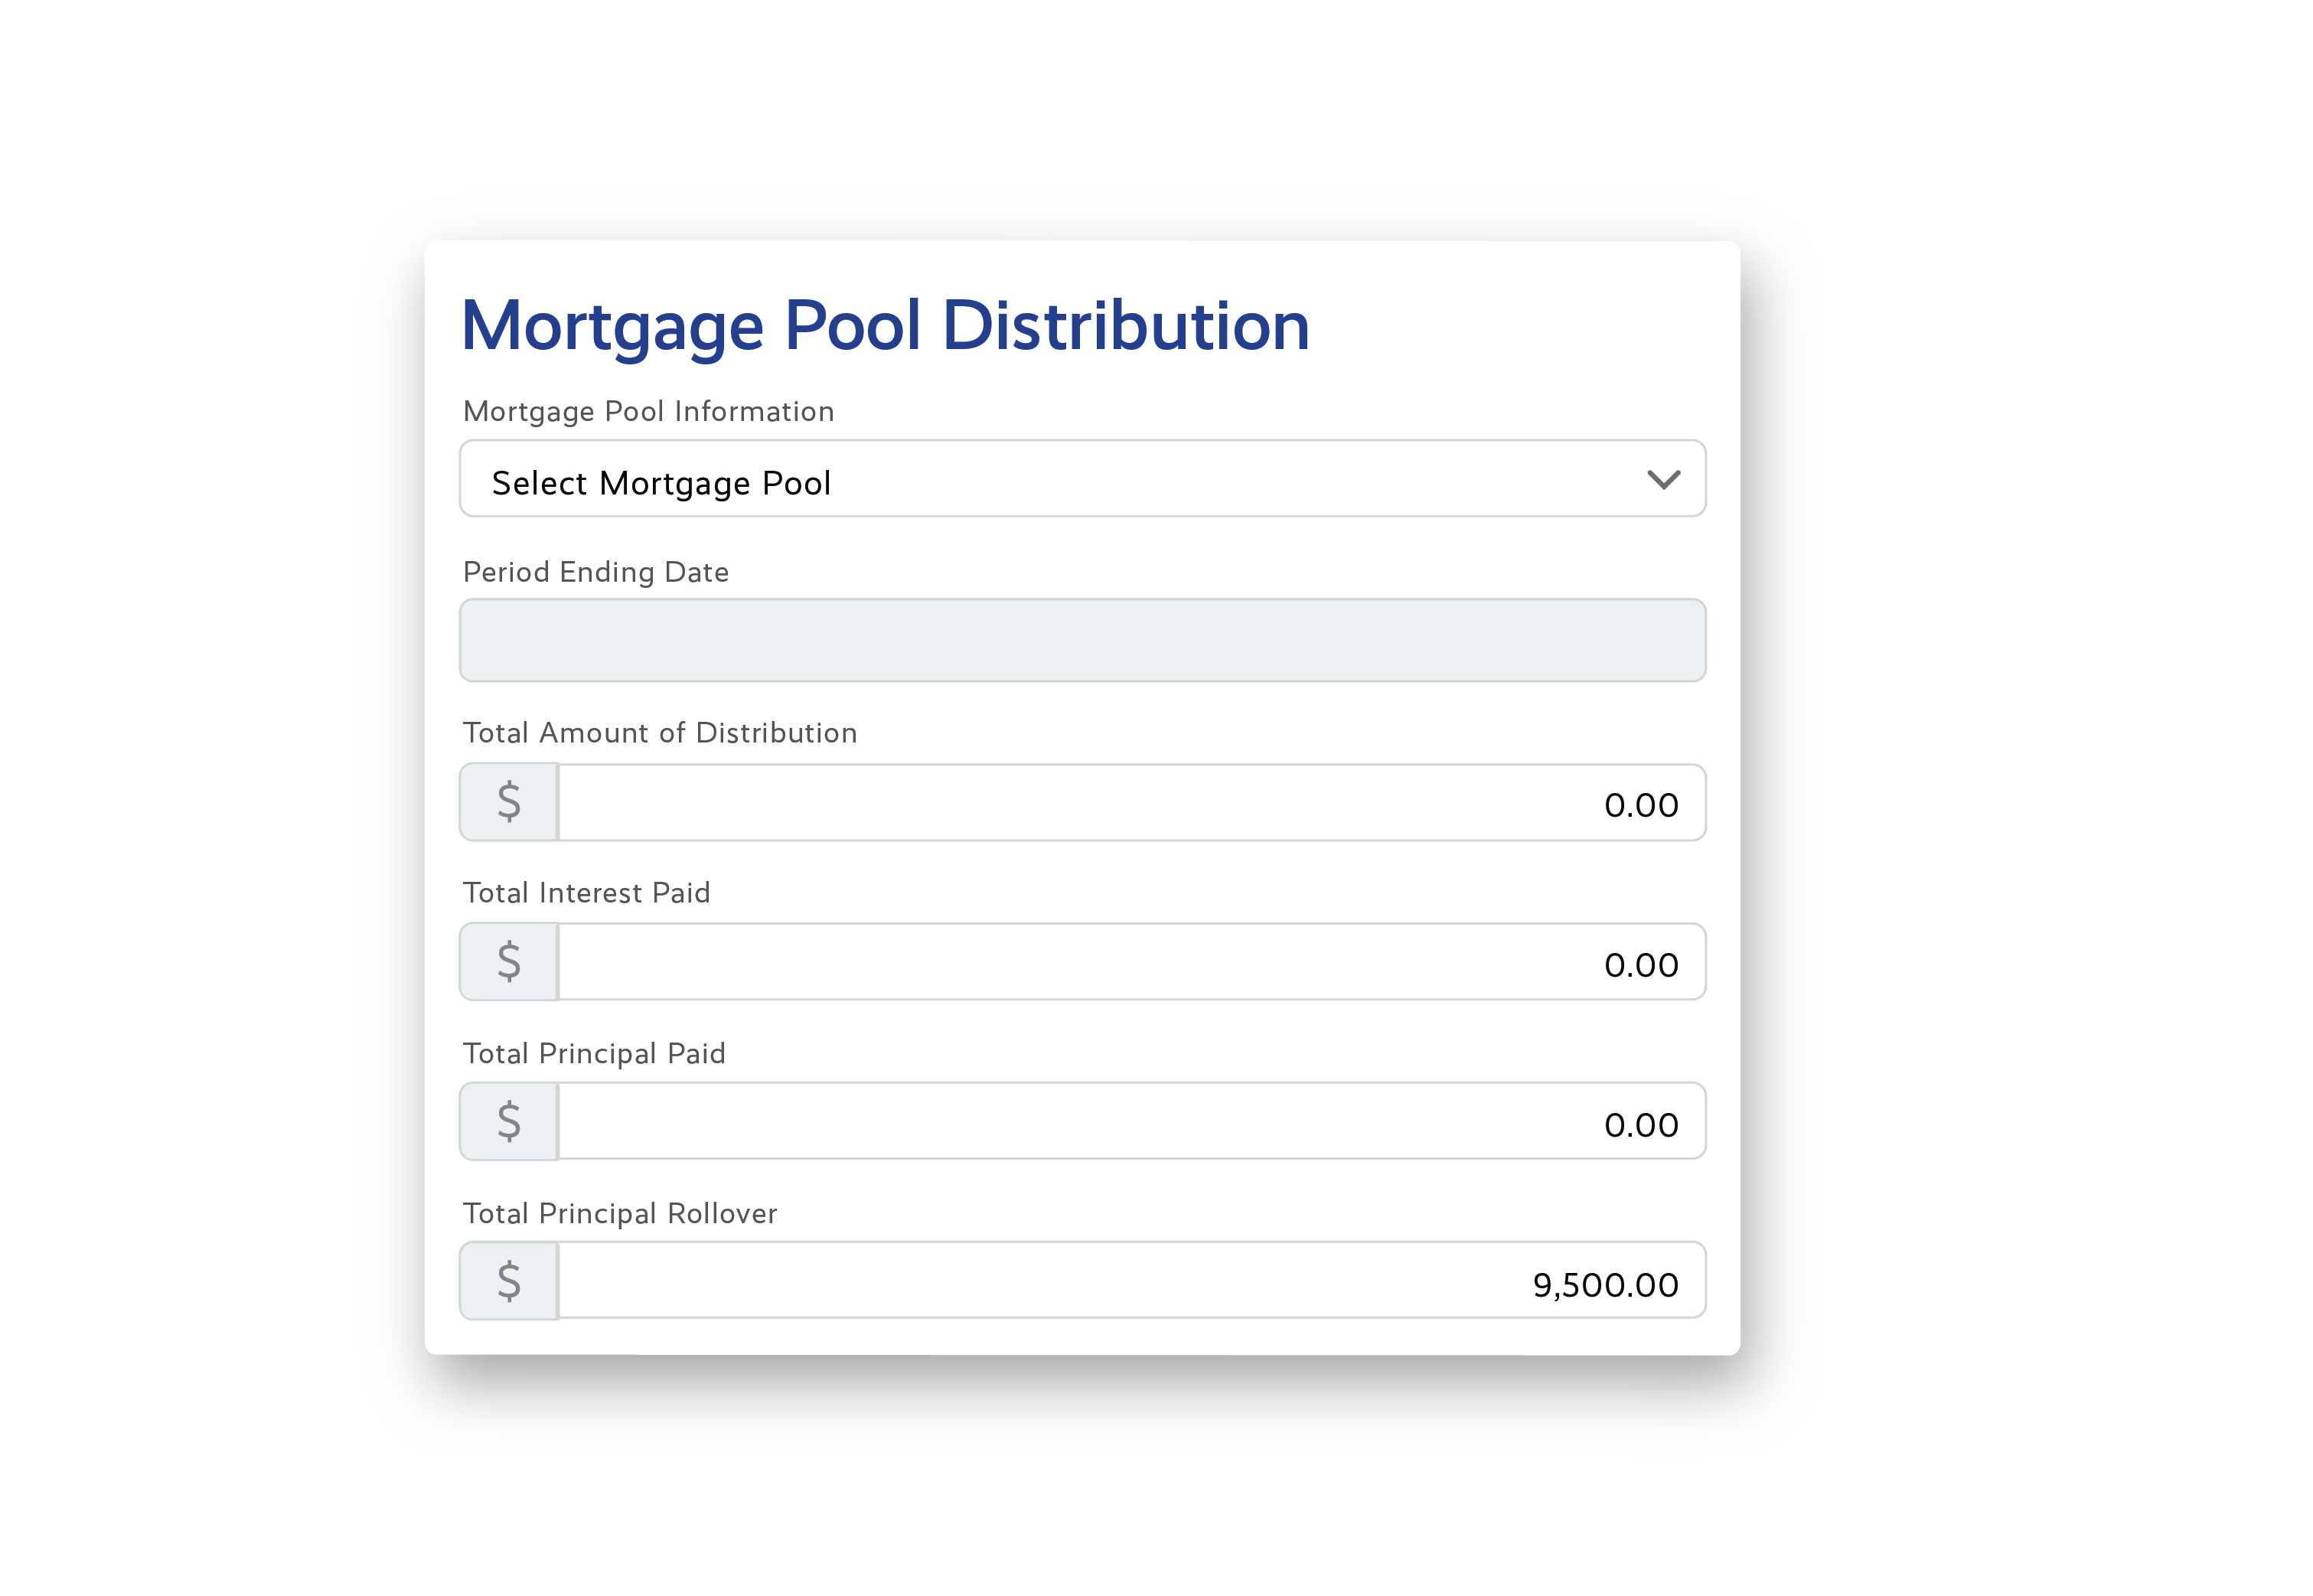 Mortgage Pool Distribution
Mortgage Pool Information
Select Mortgage Pool
Period Ending Date
Total Amount of Distribution
$ 0.00
Total Interest Paid
$ 0.00
Total Principal Paid
$ 0.00
Total Principal Rollover
$ 9,500.00